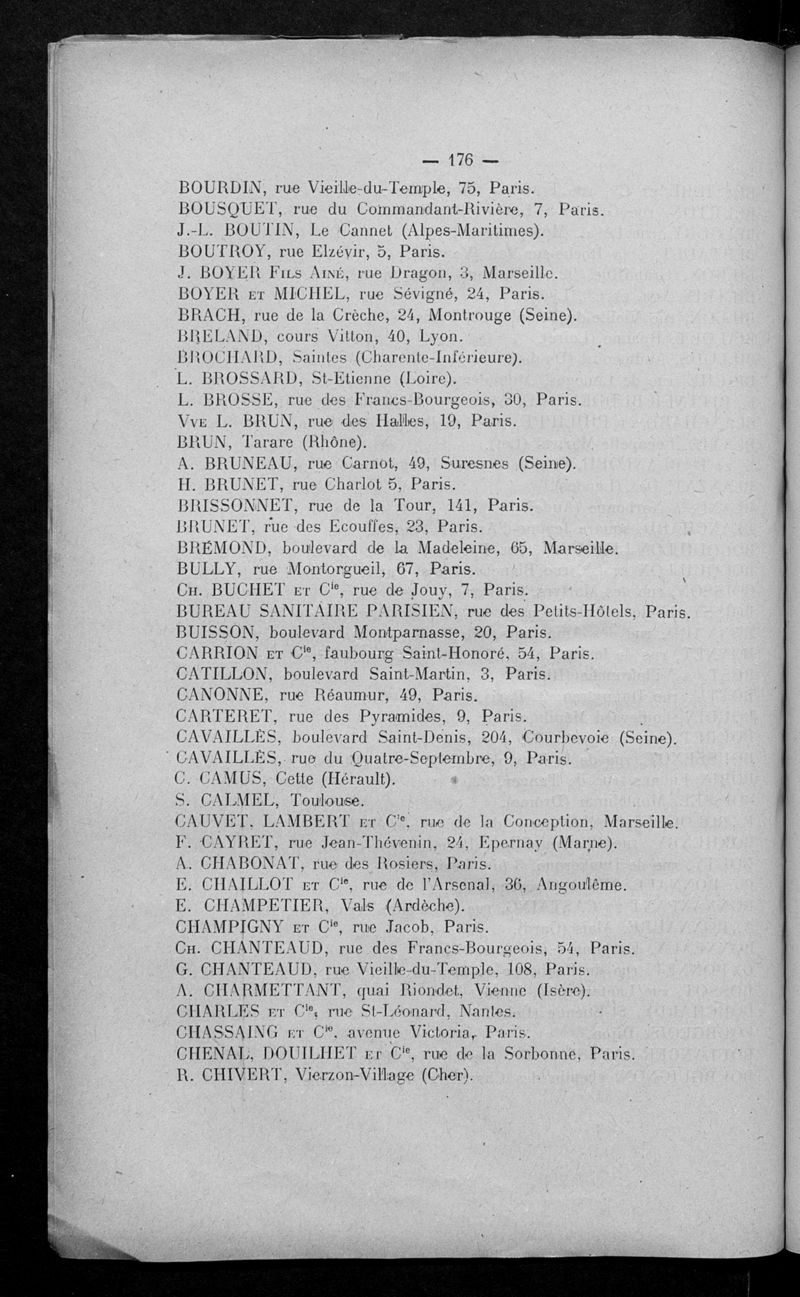 — 176 —
BOURDIN, rue Vieille-du-Temple, 75, Paris.
BOUSQUET, rue du Commandant-Rivière, 7, Paris.
J.-L. BOUTIN, Le Cannet (Alpes-Maritimes).
BOUTROY, rue Elzévir, 5, Paris.
J. BOYER FILS AINÉ, rue Dragon, 3, Marseille.
BOYER ET MICHEL, rue Sévigné, 24, Paris.
BRACH, rue de la Crèche, 24, Montrouge (Seine).
BRELAND, cours Vitton, 40, Lyon.
BROCHARD, Saintes (Charente-Inférieure).
L. BROSSARD, St-Etienne (Loire).
L. BROSSE, rue des Francs-Bourgeois, 30, Paris.
VVE L. BRUN, rue des Halles, 19, Paris.
BRUN, Tarare (Rhône).
A. BRUNEAU, rue Carnot, 49, Suresnes (Seine).
H. BRUNET, rue Charlot 5, Paris.
BRISSONNET, rue de la Tour, 141, Paris.
BRUNET, rue des Ecouffes, 23, Paris.
BRÉMOND, boulevard de la Madeleine, 65, Marseille.
BULLY, rue Montorgueil, 67, Paris.
CH. BUCHET ET Cie, rue de Jouy, 7, Paris.
BUREAU SANITAIRE PARISIEN, rue des Petits-Hôtels, Paris.
BUISSON, boulevard Montparnasse, 20, Paris.
CARRION ET Cie, faubourg Saint-Honoré, 54, Paris.
CATILLON, boulevard Saint-Martin, 3, Paris.
CANONNE, rue Réaumur, 49, Paris.
CARTERET, rue des Pyramides, 9, Paris.
CAVAILLÈS, boulevard Saint-Denis, 204, Courbevoie (Seine).
CAVAILLÈS, rue du Quatre-Septembre, 9, Paris.
C. CAMUS, Cette (Hérault).
S. CALMEL, Toulouse.
CAUVET, LAMBERT ET Cie, rue de la Conception, Marseille.
F. CAYRET, rue Jean-Thévenin, 24, Epernay (Marne).
A. CHABONAT, rue des Rosiers, Paris.
E. CHAILLOT ET Cie, rue de l'Arsenal, 36, Angoulême.
E. CHAMPETIER, Vals (Ardèche).
CHAMPIGNY ET Cie, rue Jacob, Paris.
CH. CHANTEAUD, rue des Francs-Bourgeois, 54, Paris.
G. CHANTEAUD, rue Vieille-du-Temple, 108, Paris.
A. CHARMETTANT, quai Riondet, Vienne (Isère).
CHARLES ET Cie, rue St-Léonard, Nantes.
CHASSAING ET Cie, avenue Victoria, Paris.
CHENAL, DOUILHET ET Cie, rue de la Sorbonne, Paris.
R. CHIVERT, Vierzon-Village (Cher).